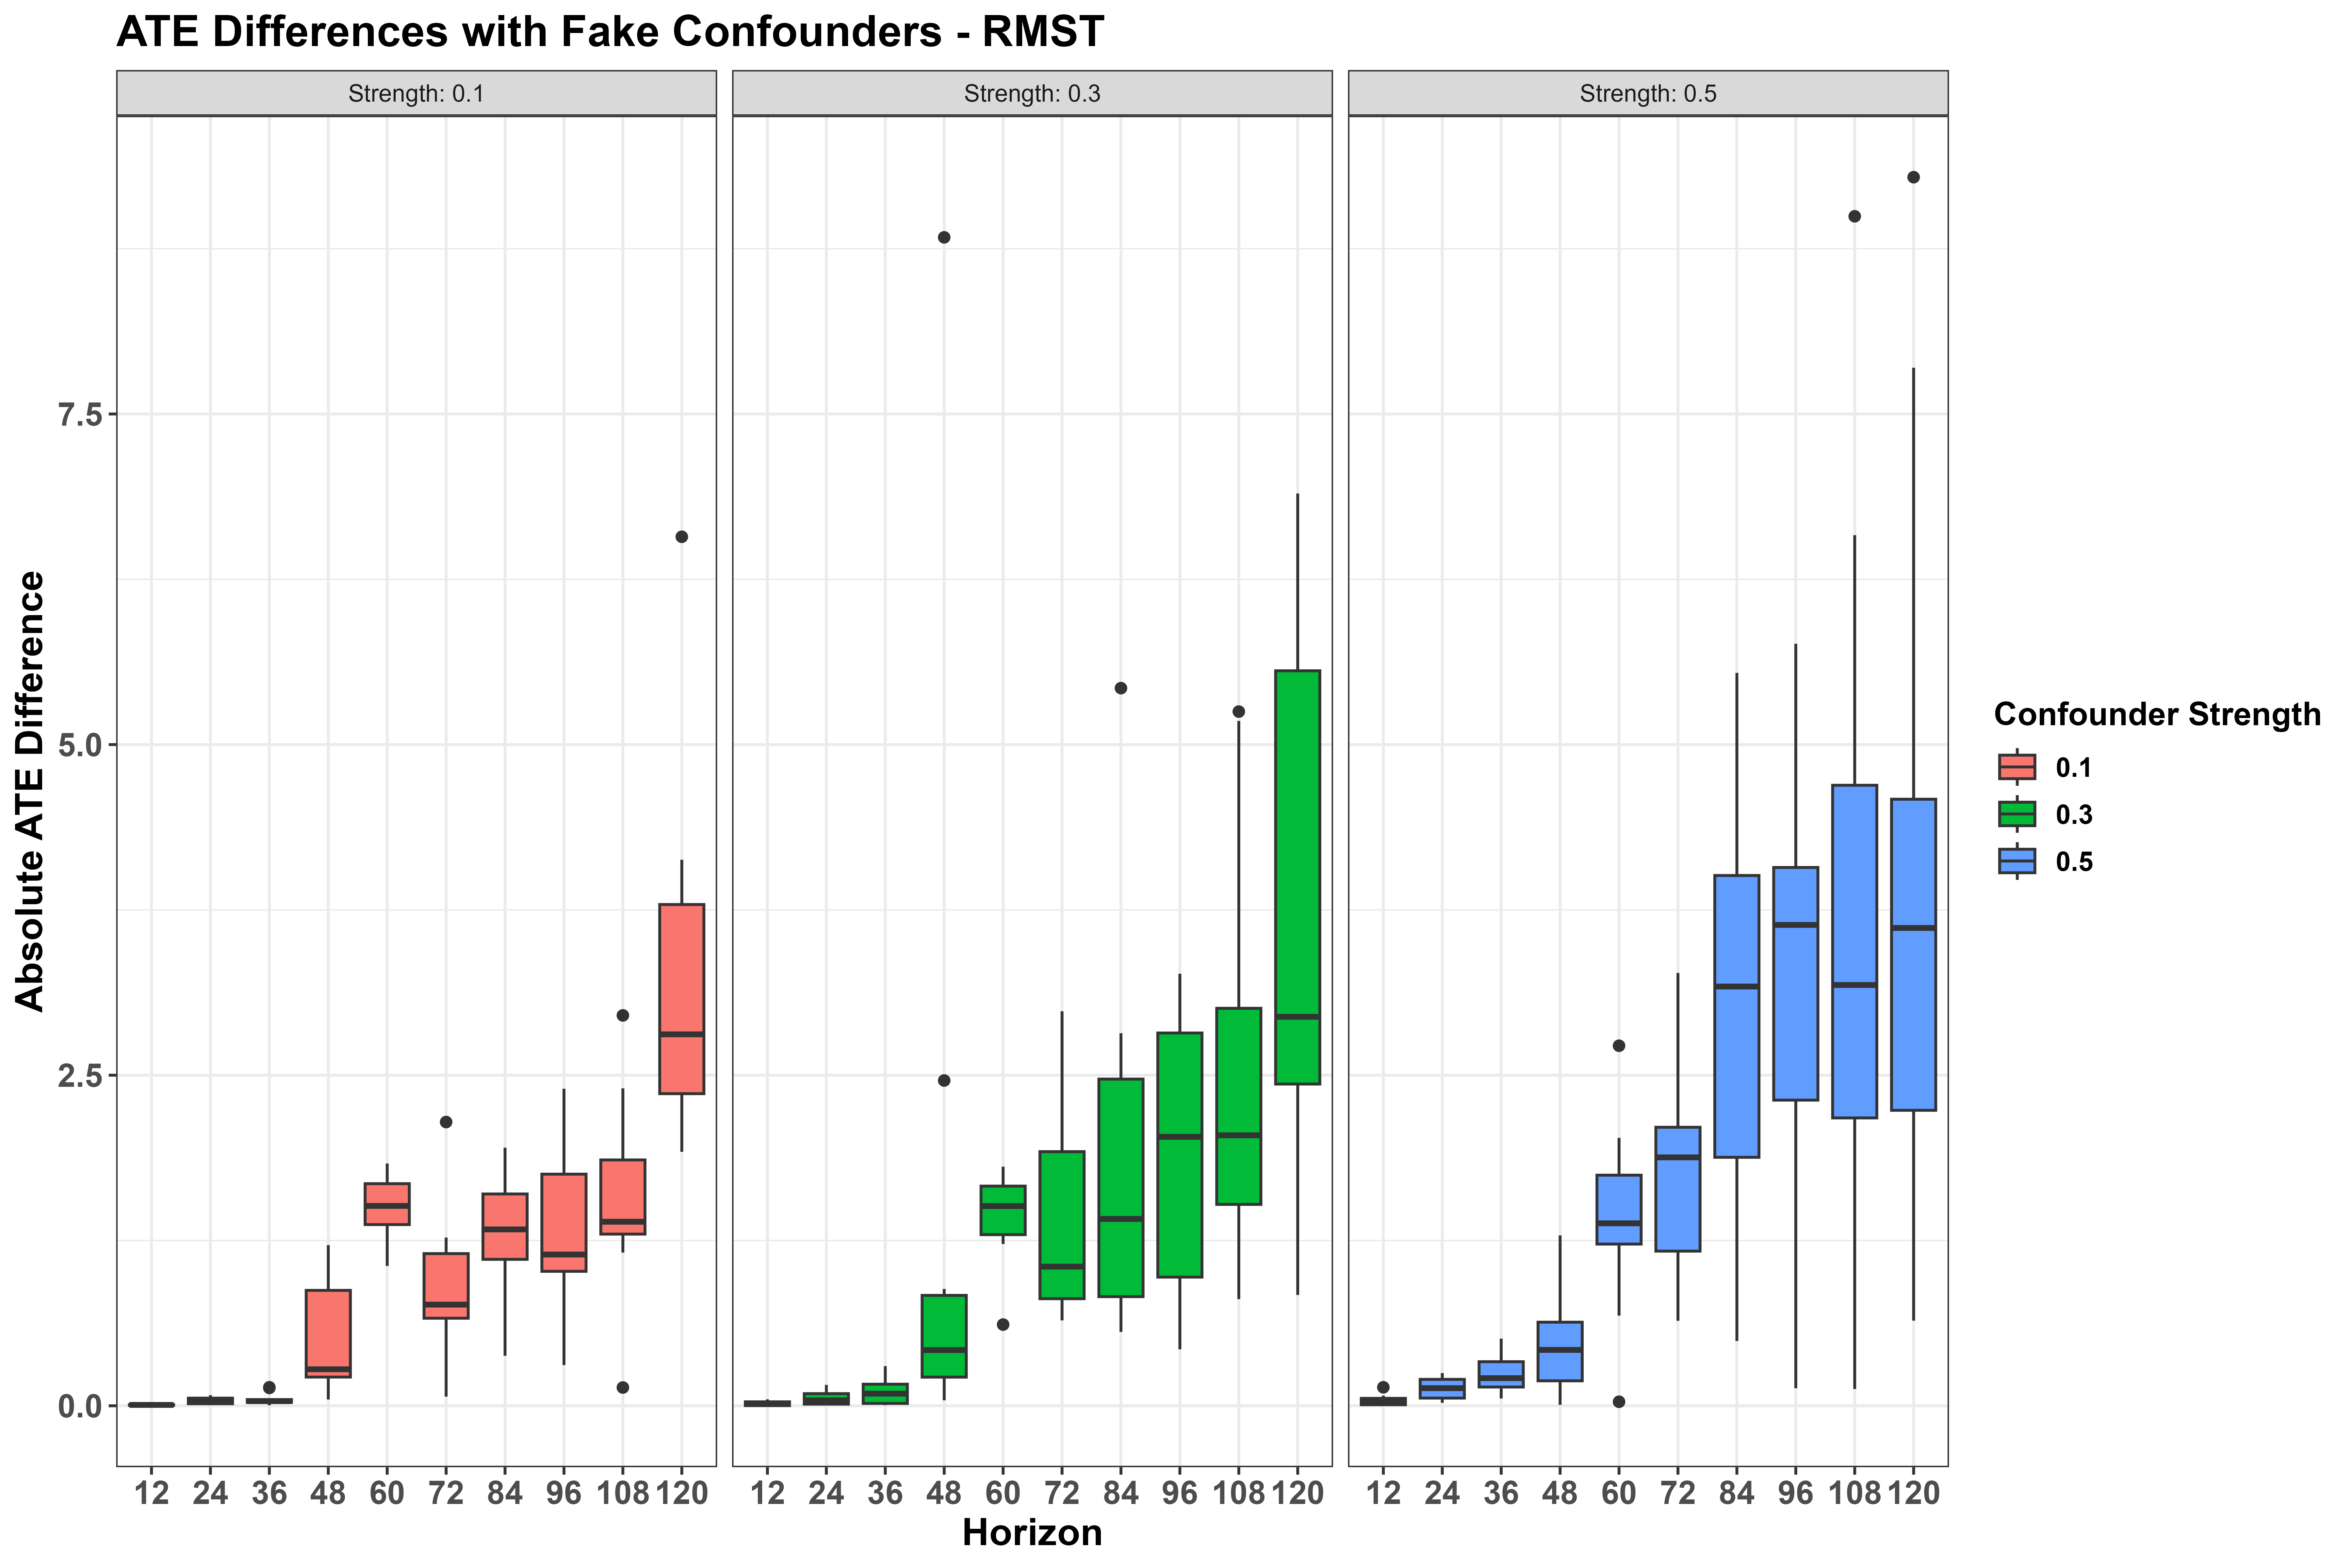 ATE Differences with Fake Confounders - RMST
Strength: 0.1
Strength: 0.3
Strength: 0.5
Absolute ATE Difference
7.5
5.0
2.5
0.0
12 24 36 48 60 72 84 96 108 120
12 24 36 48 60 72 84 96 108 120
12 24 36 48 60 72 84 96 108 120
Horizon
Confounder Strength
0.1
0.3
0.5